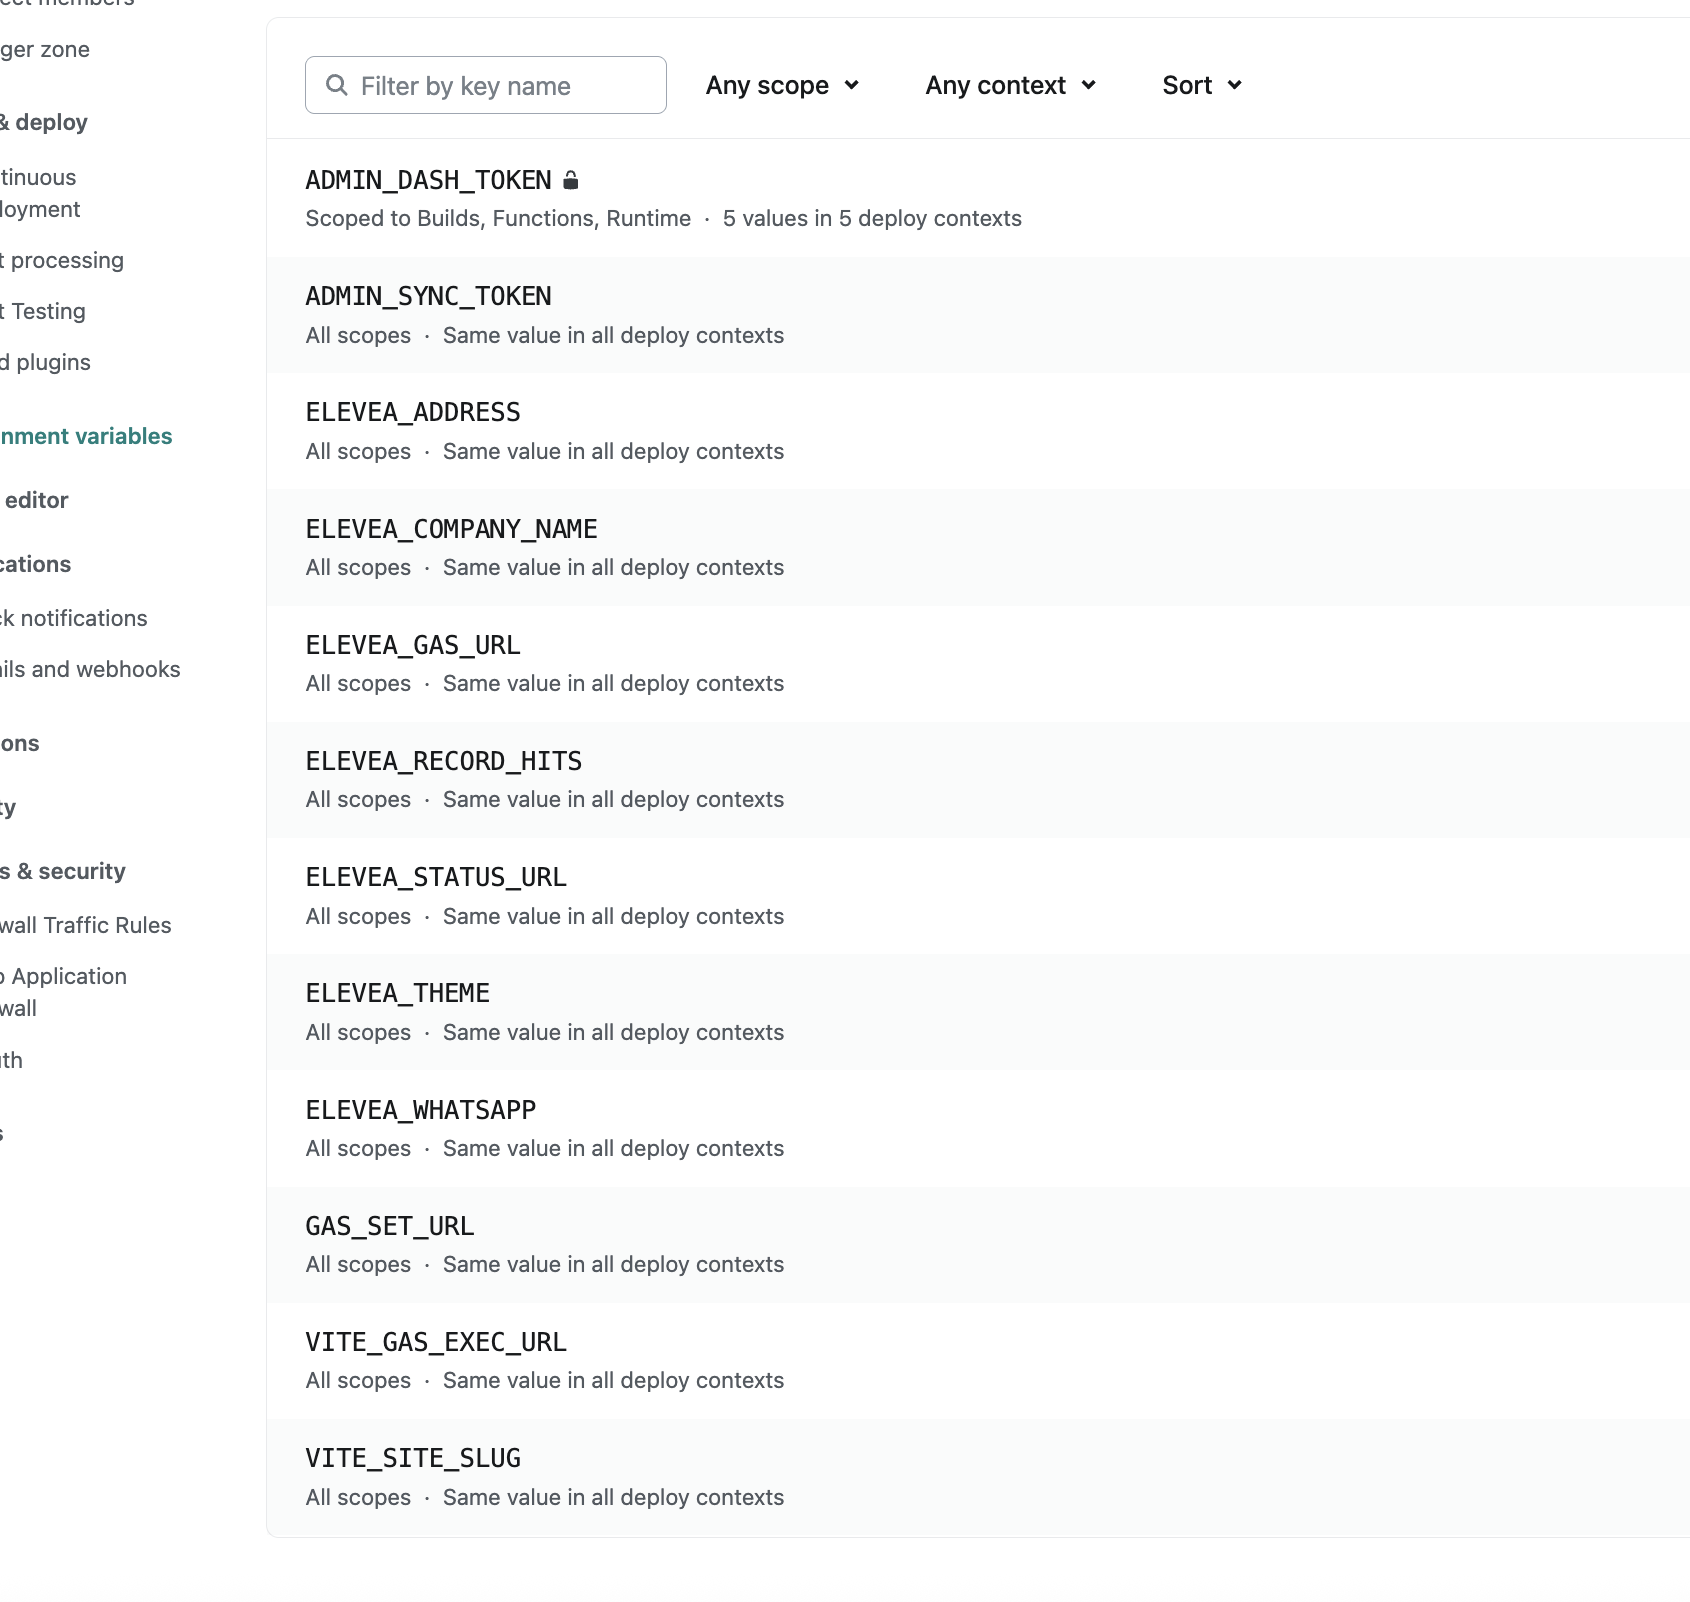 ger zone
& deploy
tinuous
loyment
t processing
t Testing
d plugins
nment variables
editor
cations
ck notifications
ails and webhooks
ons
ty
s & security
wall Traffic Rules
Application
wall
uth
s
Filter by key name
Any scope
Any context
Sort
ADMIN_DASH_TOKEN
Scoped to Builds, Functions, Runtime · 5 values in 5 deploy contexts
ADMIN_SYNC_TOKEN
All scopes · Same value in all deploy contexts
ELEVEA_ADDRESS
All scopes · Same value in all deploy contexts
ELEVEA_COMPANY_NAME
All scopes · Same value in all deploy contexts
ELEVEA_GAS_URL
All scopes · Same value in all deploy contexts
ELEVEA_RECORD_HITS
All scopes · Same value in all deploy contexts
ELEVEA_STATUS_URL
All scopes · Same value in all deploy contexts
ELEVEA_THEME
All scopes · Same value in all deploy contexts
ELEVEA_WHATSAPP
All scopes · Same value in all deploy contexts
GAS_SET_URL
All scopes · Same value in all deploy contexts
VITE_GAS_EXEC_URL
All scopes · Same value in all deploy contexts
VITE_SITE_SLUG
All scopes · Same value in all deploy contexts